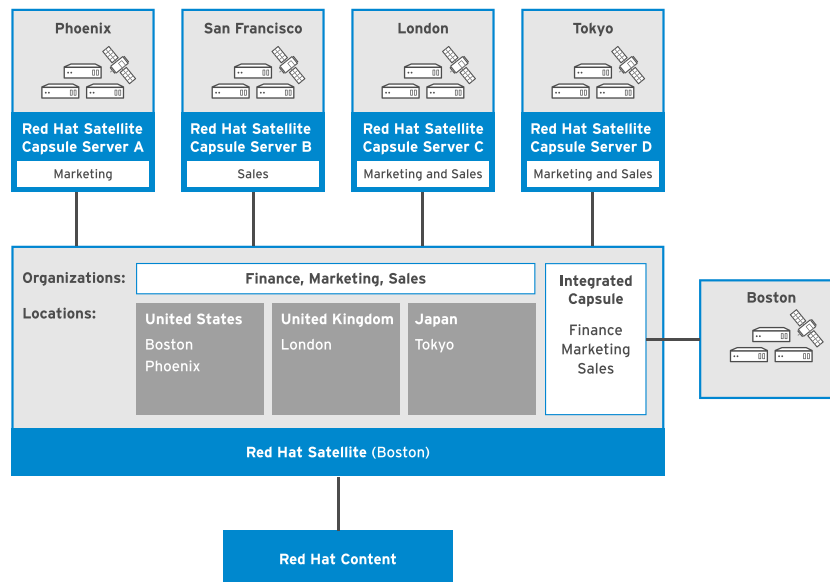 Phoenix
San Francisco
London
Tokyo
Red Hat Satellite
Capsule Server A
Red Hat Satellite
Capsule Server B
Red Hat Satellite
Capsule Server C
Red Hat Satellite
Capsule Server D
Marketing
Sales
Marketing and Sales
Marketing and Sales
Organizations:
Finance, Marketing, Sales
Locations:
United States
Boston
Phoenix
United Kingdom
London
Japan
Tokyo
Integrated
Capsule
Finance
Marketing
Sales
Boston
Red Hat Satellite (Boston)
Red Hat Content